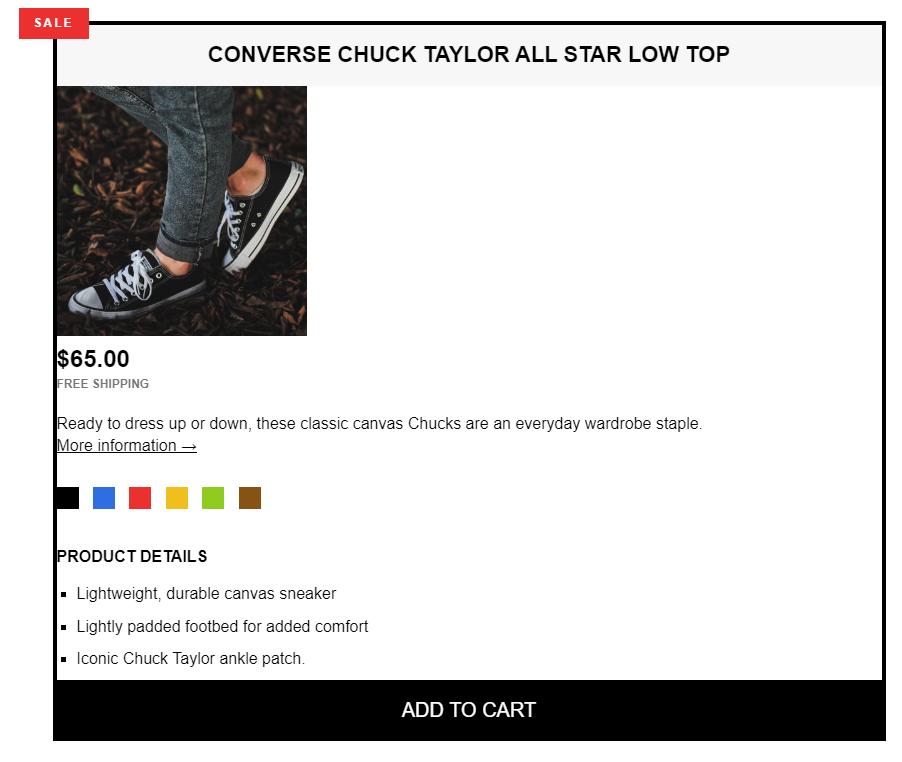 SALE
CONVERSE CHUCK TAYLOR ALL STAR LOW TOP
$65.00
FREE SHIPPING
Ready to dress up or down, these classic canvas Chucks are an everyday wardrobe staple.
More information →
PRODUCT DETAILS
Lightweight, durable canvas sneaker
Lightly padded footbed for added comfort
Iconic Chuck Taylor ankle patch.
ADD TO CART